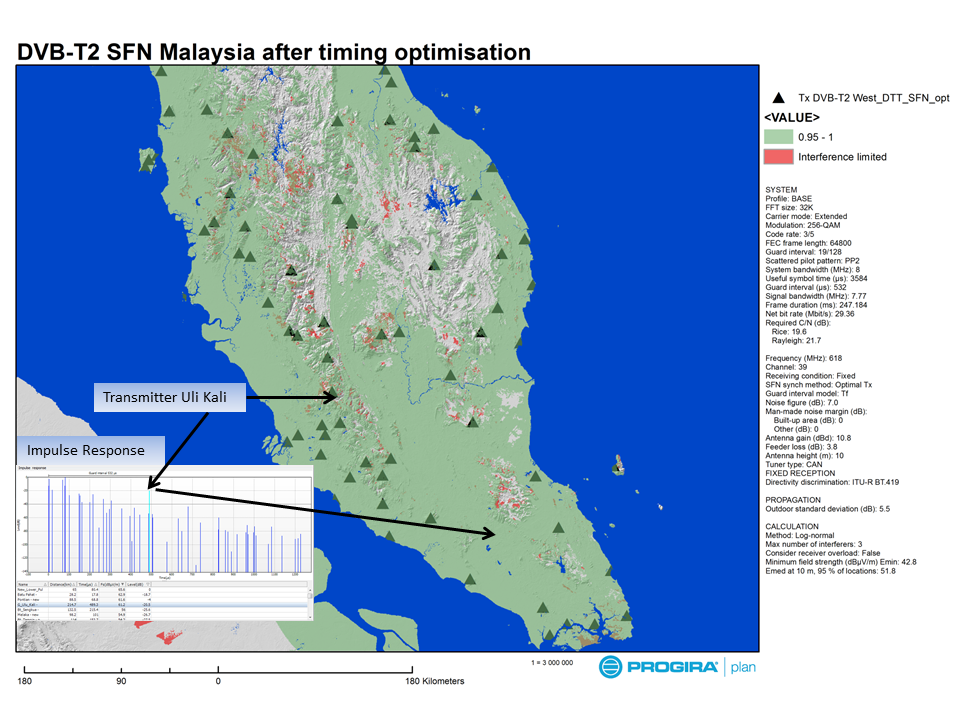 DVB-T2 SFN Malaysia after timing optimisation
Tx DVB-T2 West_DTT_SFN_opt
<VALUE>
0.95 - 1
Interference limited
SYSTEM
Profile: BASE
FFT size: 32K
Carrier mode: Extended
Modulation: 256-QAM
Code rate: 3/5
FEC frame length: 64800
Guard interval: 19/128
Scattered pilot pattern: PP2
System bandwidth (MHz): 8
Useful symbol time (µs): 3584
Guard interval (µs): 532
Signal bandwidth (MHz): 7.77
Frame duration (ms): 247.184
Net bit rate (Mbit/s): 29.36
Required C/N (dB):
Rice: 19.6
Rayleigh: 21.7
Frequency (MHz): 618
Channel: 39
Receiving condition: Fixed
SFN synch method: Optimal Tx
Guard interval model: Tf
Noise figure (dB): 7.0
Man-made noise margin (dB):
Built-up area (dB): 0
Other (dB): 0
Antenna gain (dBd): 10.8
Feeder loss (dB): 3.8
Antenna height (m): 10
Tuner type: CAN
FIXED RECEPTION
Directivity discrimination: ITU-R BT.419
PROPAGATION
Outdoor standard deviation (dB): 5.5
CALCULATION
Method: Log-normal
Max number of interferers: 3
Consider receiver overload: False
Minimum field strength (dBµV/m) Emin: 42.8
Emed at 10 m, 95 % of locations: 51.8
Transmitter Uli Kali
Impulse Response
Impulse response
180 90 0 180 Kilometers
1 = 3 000 000
PROGIRA plan